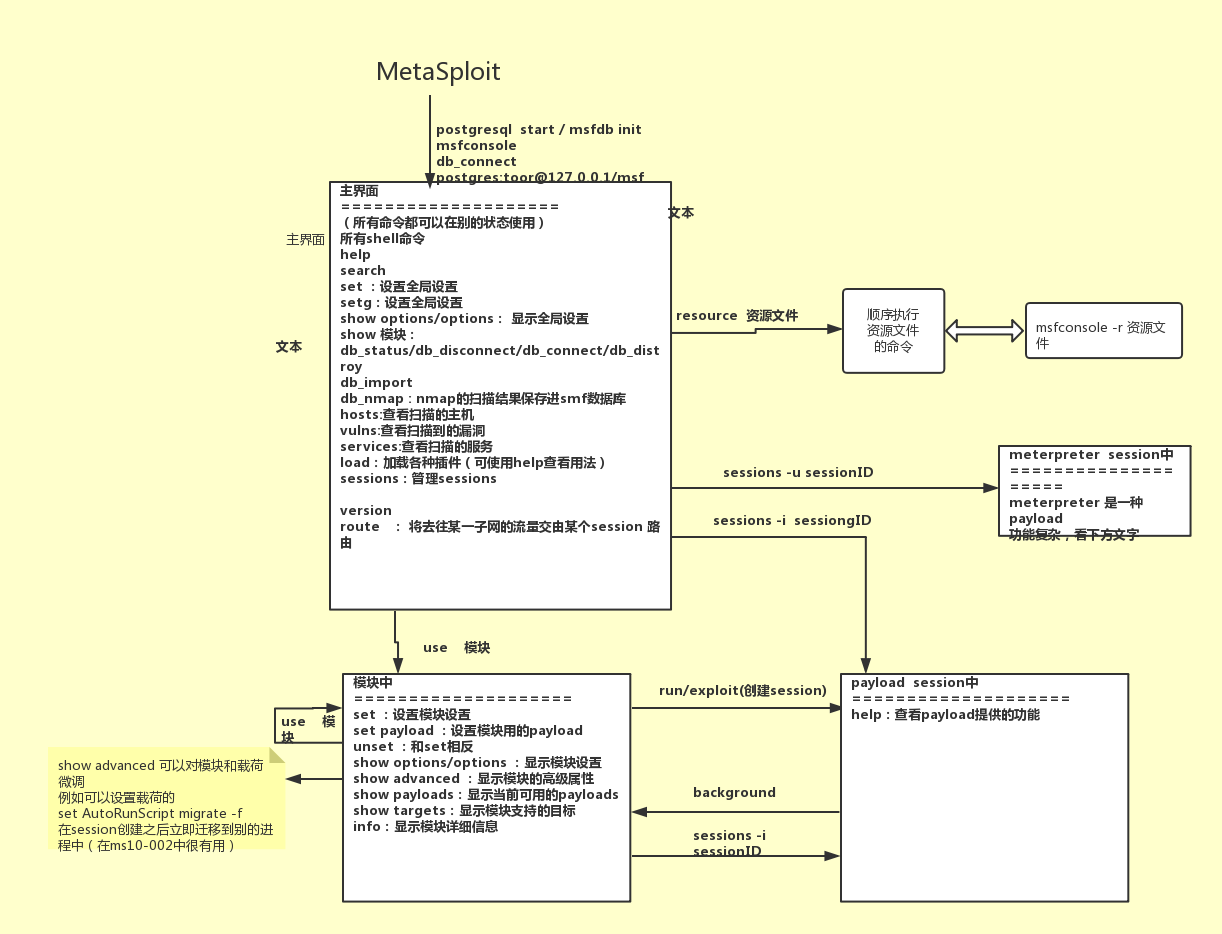 MetaSploit
postgresql  start / msfdb init
msfconsole
db_connect
postgres:toor@127.0.0.1/msf
主界面
====================
（所有命令都可以在别的状态使用）
所有shell命令
help
search
set ：设置全局设置
setg：设置全局设置
show options/options： 显示全局设置
show 模块：
db_status/db_disconnect/db_connect/db_dist
roy
db_import
db_nmap：nmap的扫描结果保存进smf数据库
hosts:查看扫描的主机
vulns:查看扫描到的漏洞
services:查看扫描的服务
load：加载各种插件（可使用help查看用法）
sessions：管理sessions
version
route  ： 将去往某一子网的流量交由某个session 路
由
主界面
文本
文本
resource  资源文件
顺序执行
资源文件
的命令
msfconsole -r 资源文
件
sessions -u sessionID
meterpreter  session中
===============
=====
meterpreter 是一种
payload
功能复杂，看下方文字
sessions -i  sessiongID
use   模块
模块中
====================
set ：设置模块设置
set payload ：设置模块用的payload
unset ：和set相反
show options/options ：显示模块设置
show advanced ：显示模块的高级属性
show payloads：显示当前可用的payloads
show targets：显示模块支持的目标
info：显示模块详细信息
use   模
块
show advanced 可以对模块和载荷
微调
例如可以设置载荷的
set AutoRunScript migrate -f
在session创建之后立即迁移到别的进
程中（在ms10-002中很有用）
run/exploit(创建session)
background
sessions -i
sessionID
payload  session中
====================
help：查看payload提供的功能